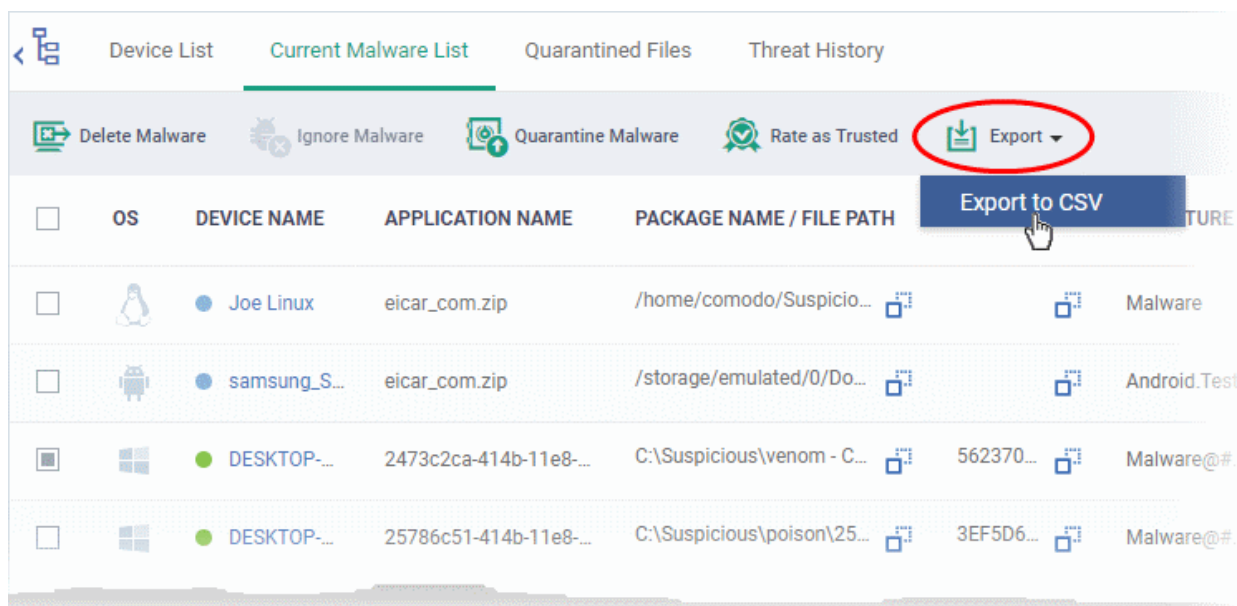 Device List Current Malware List Quarantined Files Threat History
Delete Malware Ignore Malware Quarantine Malware Rate as Trusted Export
Export to CSV
OS DEVICE NAME APPLICATION NAME PACKAGE NAME / FILE PATH TURE
Joe Linux eicar_com.zip /home/comodo/Suspicio... Malware
samsung_S... eicar_com.zip /storage/emulated/0/Do... Android.Test
DESKTOP-... 2473c2ca-414b-11e8-... C:\Suspicious\venom - C... 562370... Malware@#.
DESKTOP-... 25786c51-414b-11e8-... C:\Suspicious\poison\25... 3EF5D6... Malware@#.